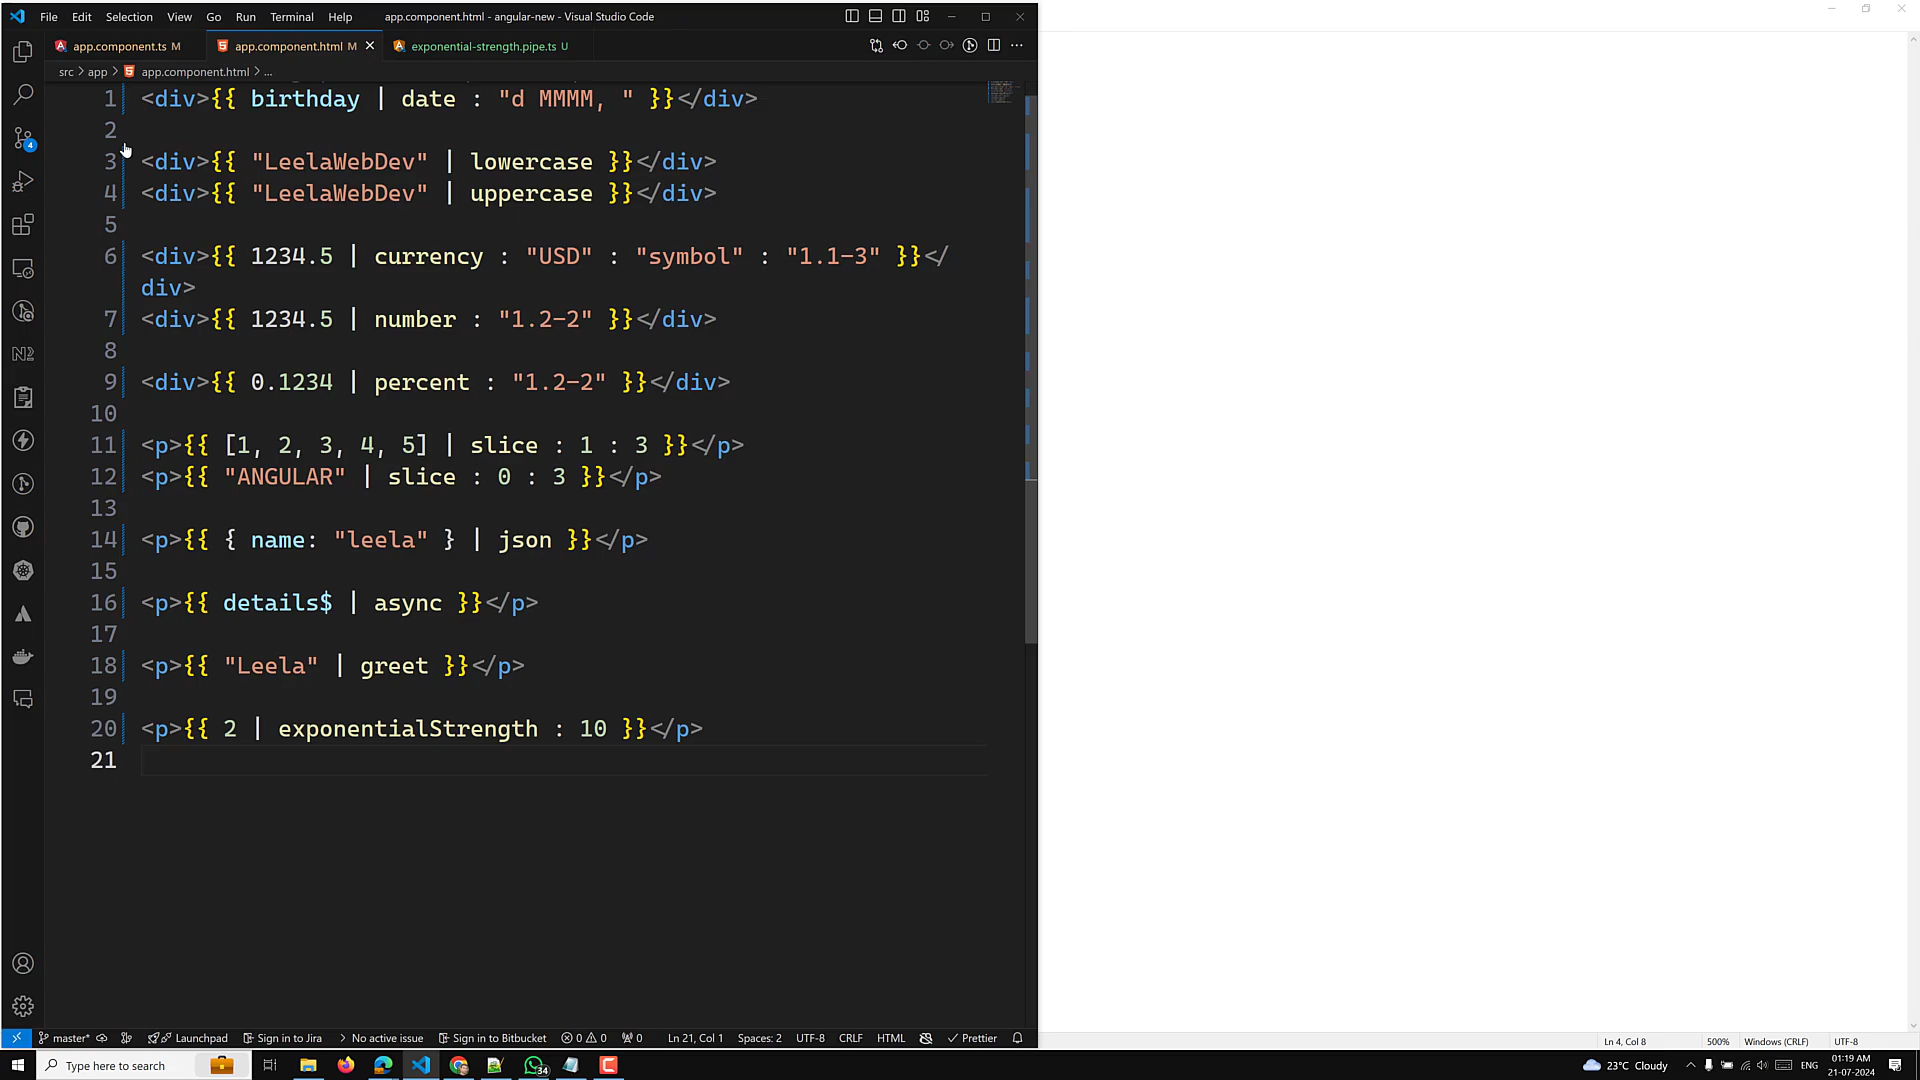 File Edit Selection View Go Run Terminal Help app.component.html - angular-new - Visual Studio Code
app.component.ts M app.component.html M exponential-strength.pipe.ts U
src > app > app.component.html > ...
1 <div>{{ birthday | date : "d MMMM, " }}</div>
2
3 <div>{{ "LeelaWebDev" | lowercase }}</div>
4 <div>{{ "LeelaWebDev" | uppercase }}</div>
5
6 <div>{{ 1234.5 | currency : "USD" : "symbol" : "1.1-3" }}</
div>
7 <div>{{ 1234.5 | number : "1.2-2" }}</div>
8
9 <div>{{ 0.1234 | percent : "1.2-2" }}</div>
10
11 <p>{{ [1, 2, 3, 4, 5] | slice : 1 : 3 }}</p>
12 <p>{{ "ANGULAR" | slice : 0 : 3 }}</p>
13
14 <p>{{ { name: "leela" } | json }}</p>
15
16 <p>{{ details$ | async }}</p>
17
18 <p>{{ "Leela" | greet }}</p>
19
20 <p>{{ 2 | exponentialStrength : 10 }}</p>
21
4
master* Launchpad Sign in to Jira No active issue Sign in to Bitbucket 0 0 0 Ln 21, Col 1 Spaces: 2 UTF-8 CRLF HTML Prettier
Ln 4, Col 8 500% Windows (CRLF) UTF-8
Type here to search 34 23°C Cloudy ENG 01:19 AM
21-07-2024